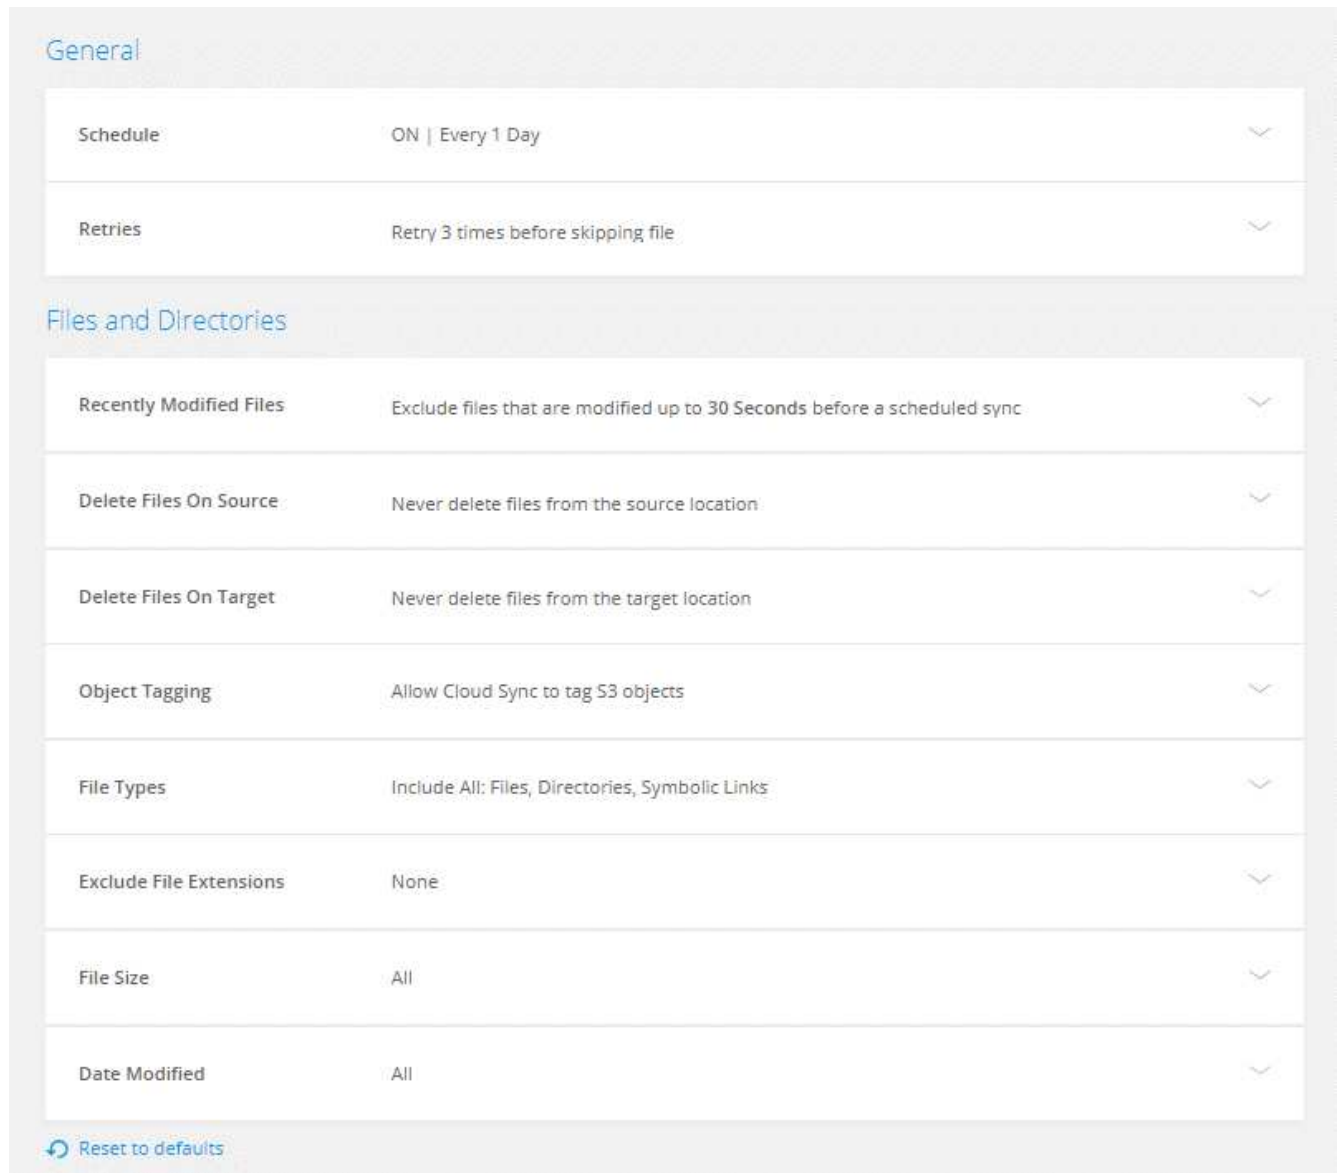 General
Schedule ON | Every 1 Day
Retries Retry 3 times before skipping file
Files and Directories
Recently Modified Files Exclude files that are modified up to 30 Seconds before a scheduled sync
Delete Files On Source Never delete files from the source location
Delete Files On Target Never delete files from the target location
Object Tagging Allow Cloud Sync to tag S3 objects
File Types Include All: Files, Directories, Symbolic Links
Exclude File Extensions None
File Size All
Date Modified All
Reset to defaults